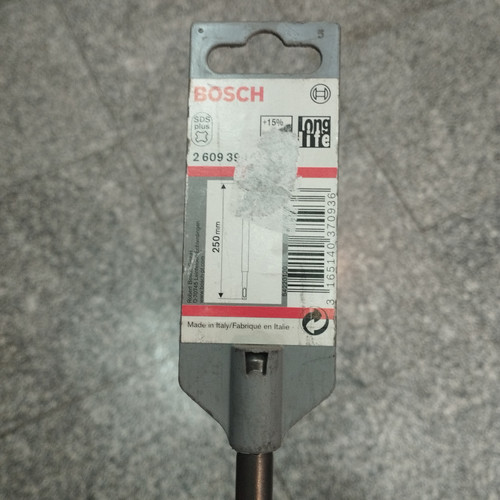 BOSCH
SDS
plus
+15%
long
life
2 609 39
250 mm
3 165140 370936
Made in Italy/Fabriqué en Italie